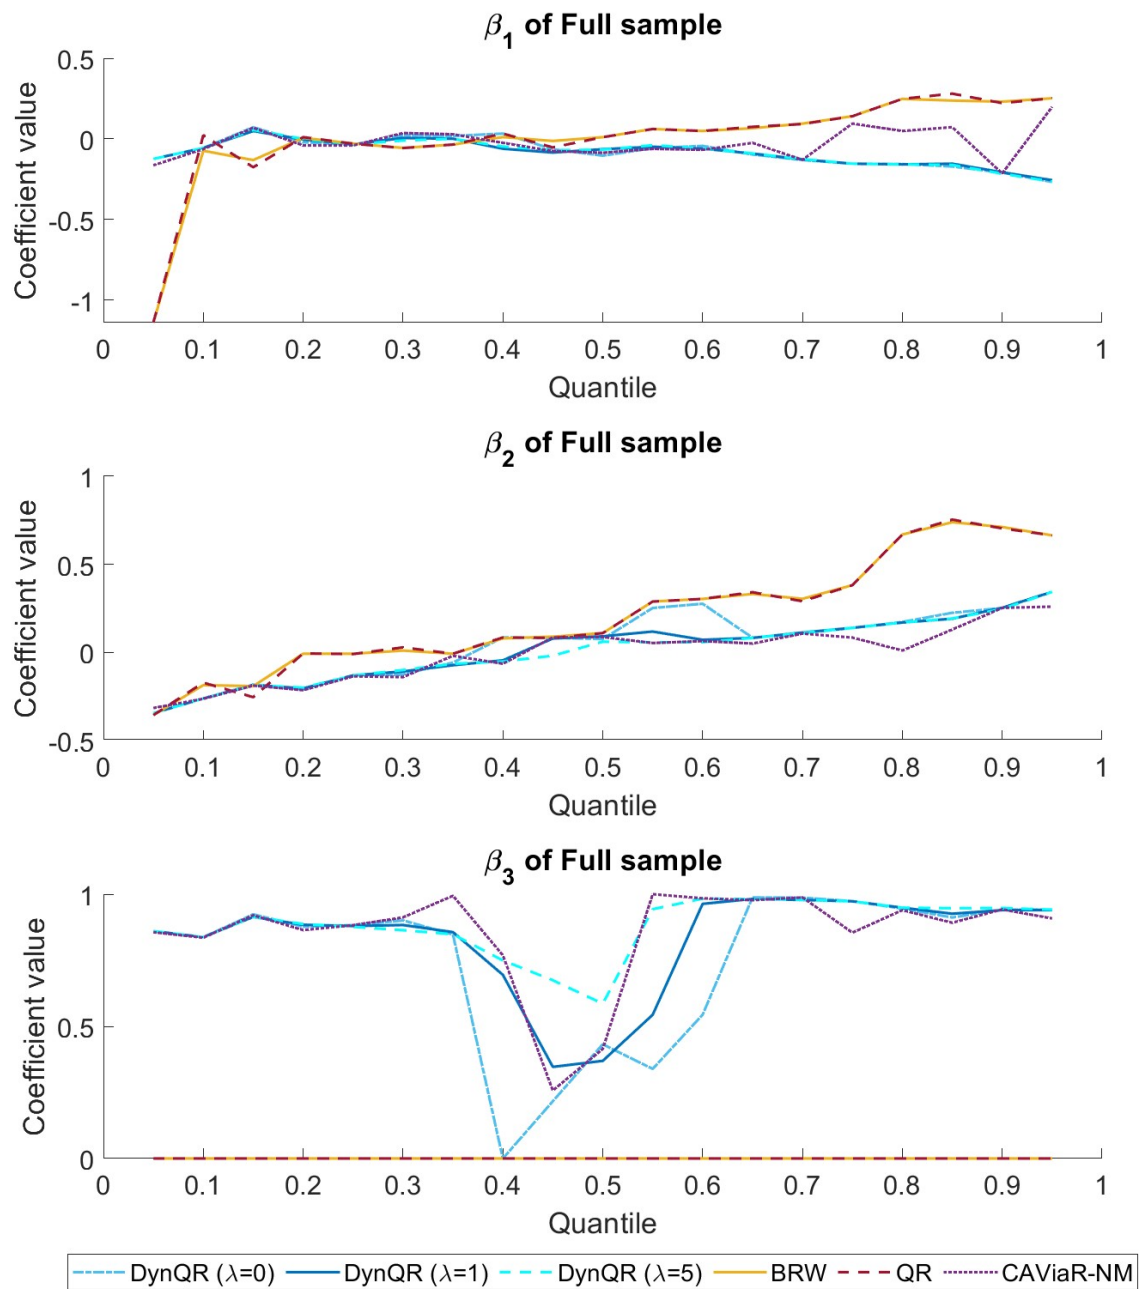 β1 of Full sample
0.5
0
-0.5
-1
Coefficient value
0 0.1 0.2 0.3 0.4 0.5 0.6 0.7 0.8 0.9 1
Quantile
β2 of Full sample
1
0.5
0
-0.5
Coefficient value
0 0.1 0.2 0.3 0.4 0.5 0.6 0.7 0.8 0.9 1
Quantile
β3 of Full sample
1
0.5
0
Coefficient value
0 0.1 0.2 0.3 0.4 0.5 0.6 0.7 0.8 0.9 1
Quantile
DynQR (λ=0) DynQR (λ=1) DynQR (λ=5) BRW QR CAViaR-NM